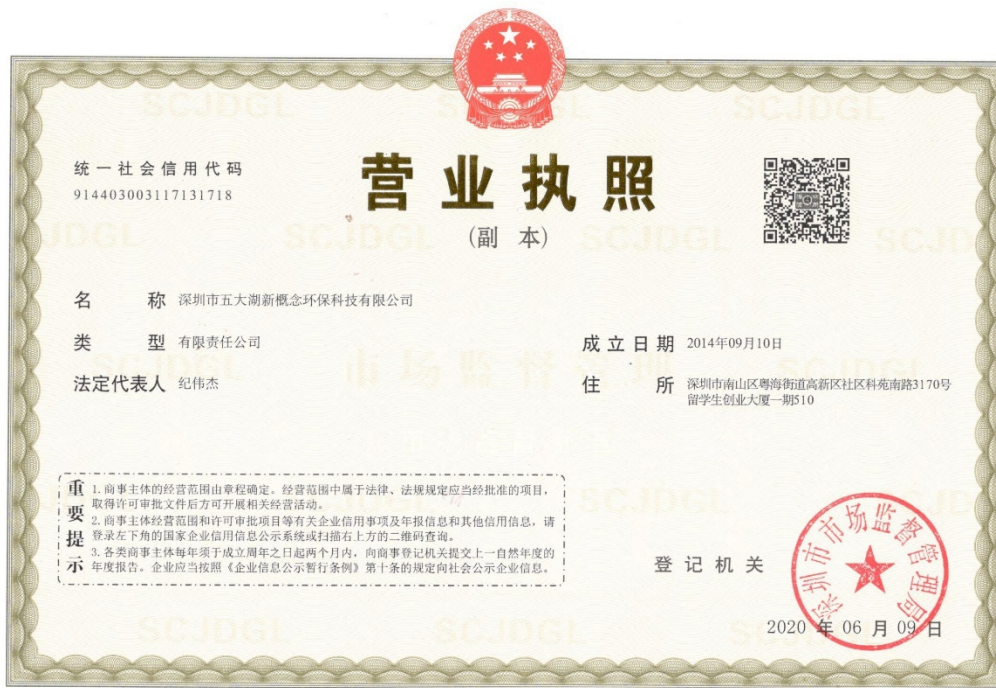 统一社会信用代码
914403003117131718
营业执照
(副 本)
名 称 深圳市五大湖新概念环保科技有限公司
类 型 有限责任公司
法定代表人 纪伟杰
成立日期 2014年09月10日
住 所 深圳市南山区粤海街道高新区社区科苑南路3170号
留学生创业大厦一期510
重要提示
1.商事主体的经营范围由章程确定。经营范围中属于法律、法规规定应当经批准的项目，
取得许可审批文件后方可开展相关经营活动。
2.商事主体经营范围和许可审批项目等有关企业信用事项及年报信息和其他信用信息，请
登录左下角的国家企业信用信息公示系统或扫描右上方的二维码查询。
3.各类商事主体每年须于成立周年之日起两个月内，向商事登记机关提交上一自然年度的
年度报告。企业应当按照《企业信息公示暂行条例》第十条的规定向社会公示企业信息。
登记机关
深圳市市场监督管理局
2020 年 06 月 09 日
SCJDGL
市场监督管理